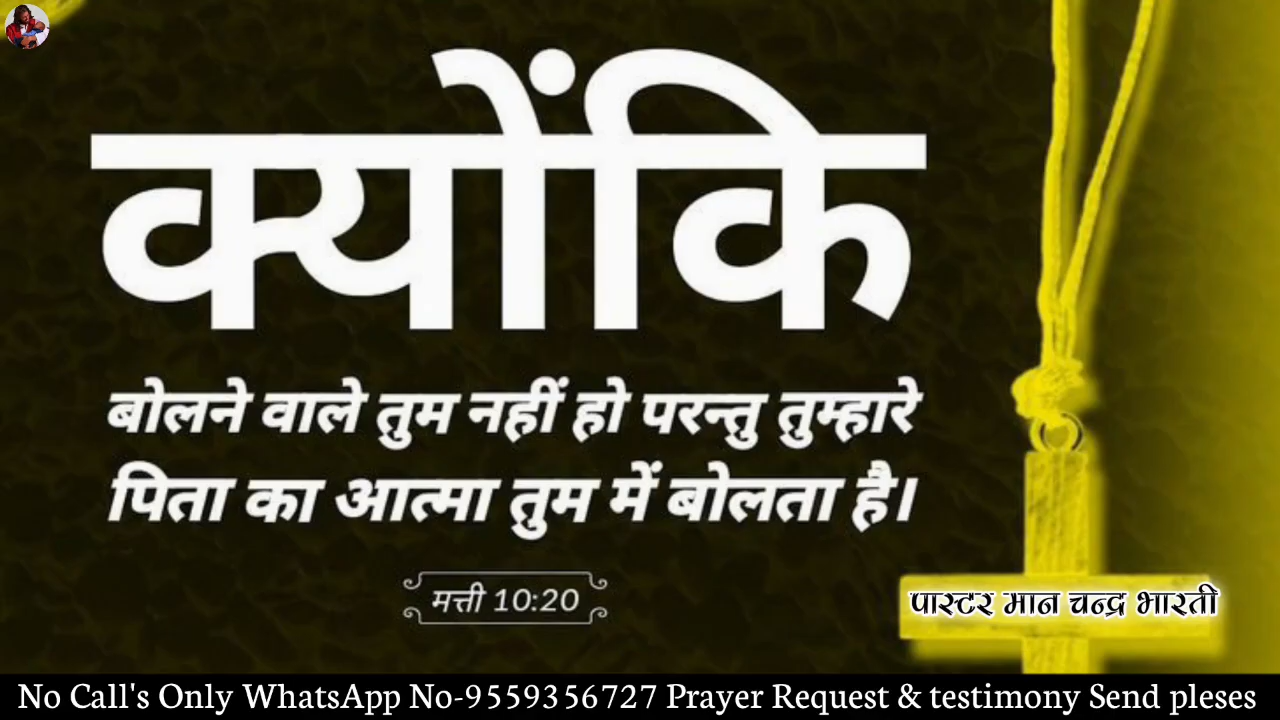 क्योंकि
बोलने वाले तुम नहीं हो परन्तु तुम्हारे
पिता का आत्मा तुम में बोलता है।
मत्ती 10:20
पास्टर मान चन्द्र भारती
No Call's Only WhatsApp No-9559356727 Prayer Request & testimony Send pleses